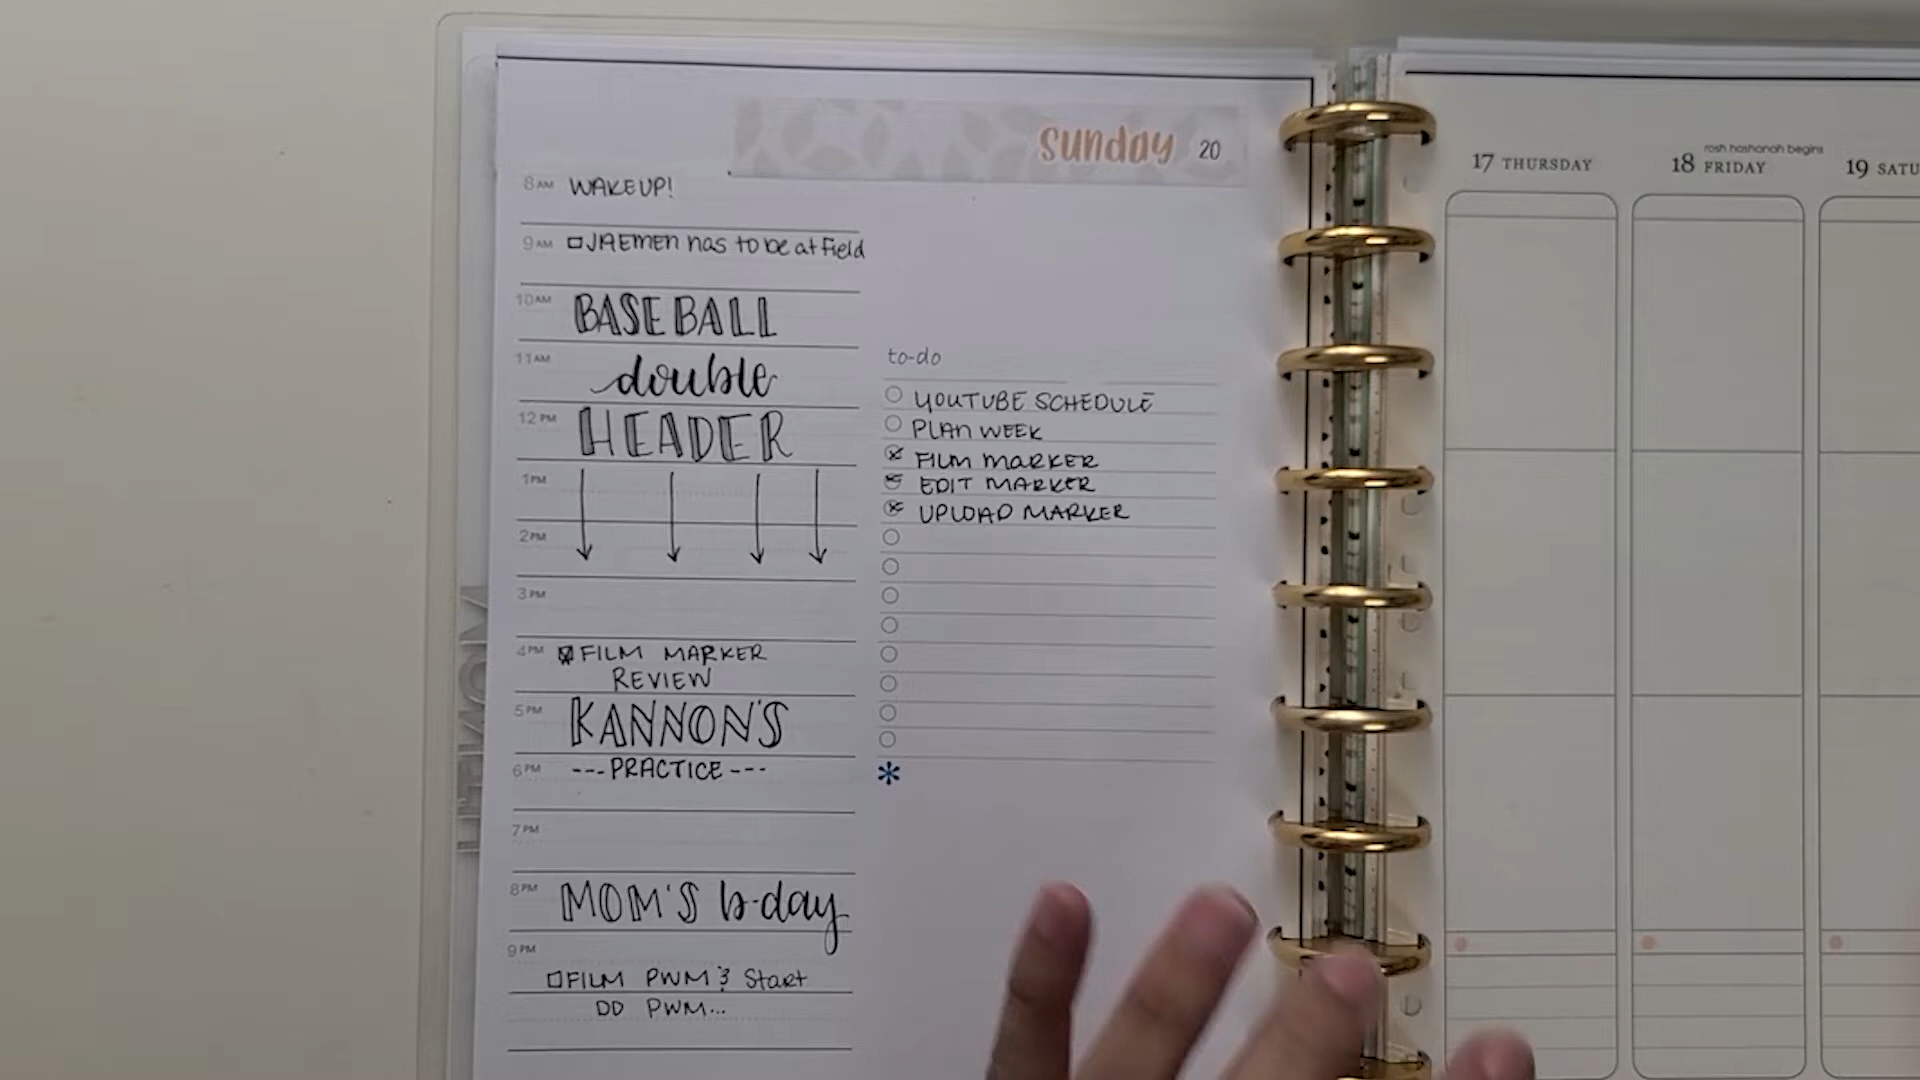 sunday 20
8 AM WAKE UP!
9 AM JAEMEN has to be at Field
10 AM BASEBALL
11 AM double
12 PM HEADER
1 PM
2 PM
3 PM
4 PM FILM MARKER
REVIEW
5 PM KANNON'S
6 PM ---PRACTICE---
7 PM
8 PM MOM'S b-day
9 PM
FILM PWM & Start
DD PWM...
to-do
YOUTUBE SCHEDULE
PLAN WEEK
FILM MARKER
EDIT MARKER
UPLOAD MARKER
*
17 THURSDAY
rosh hashanah begins
18 FRIDAY
19 SATU